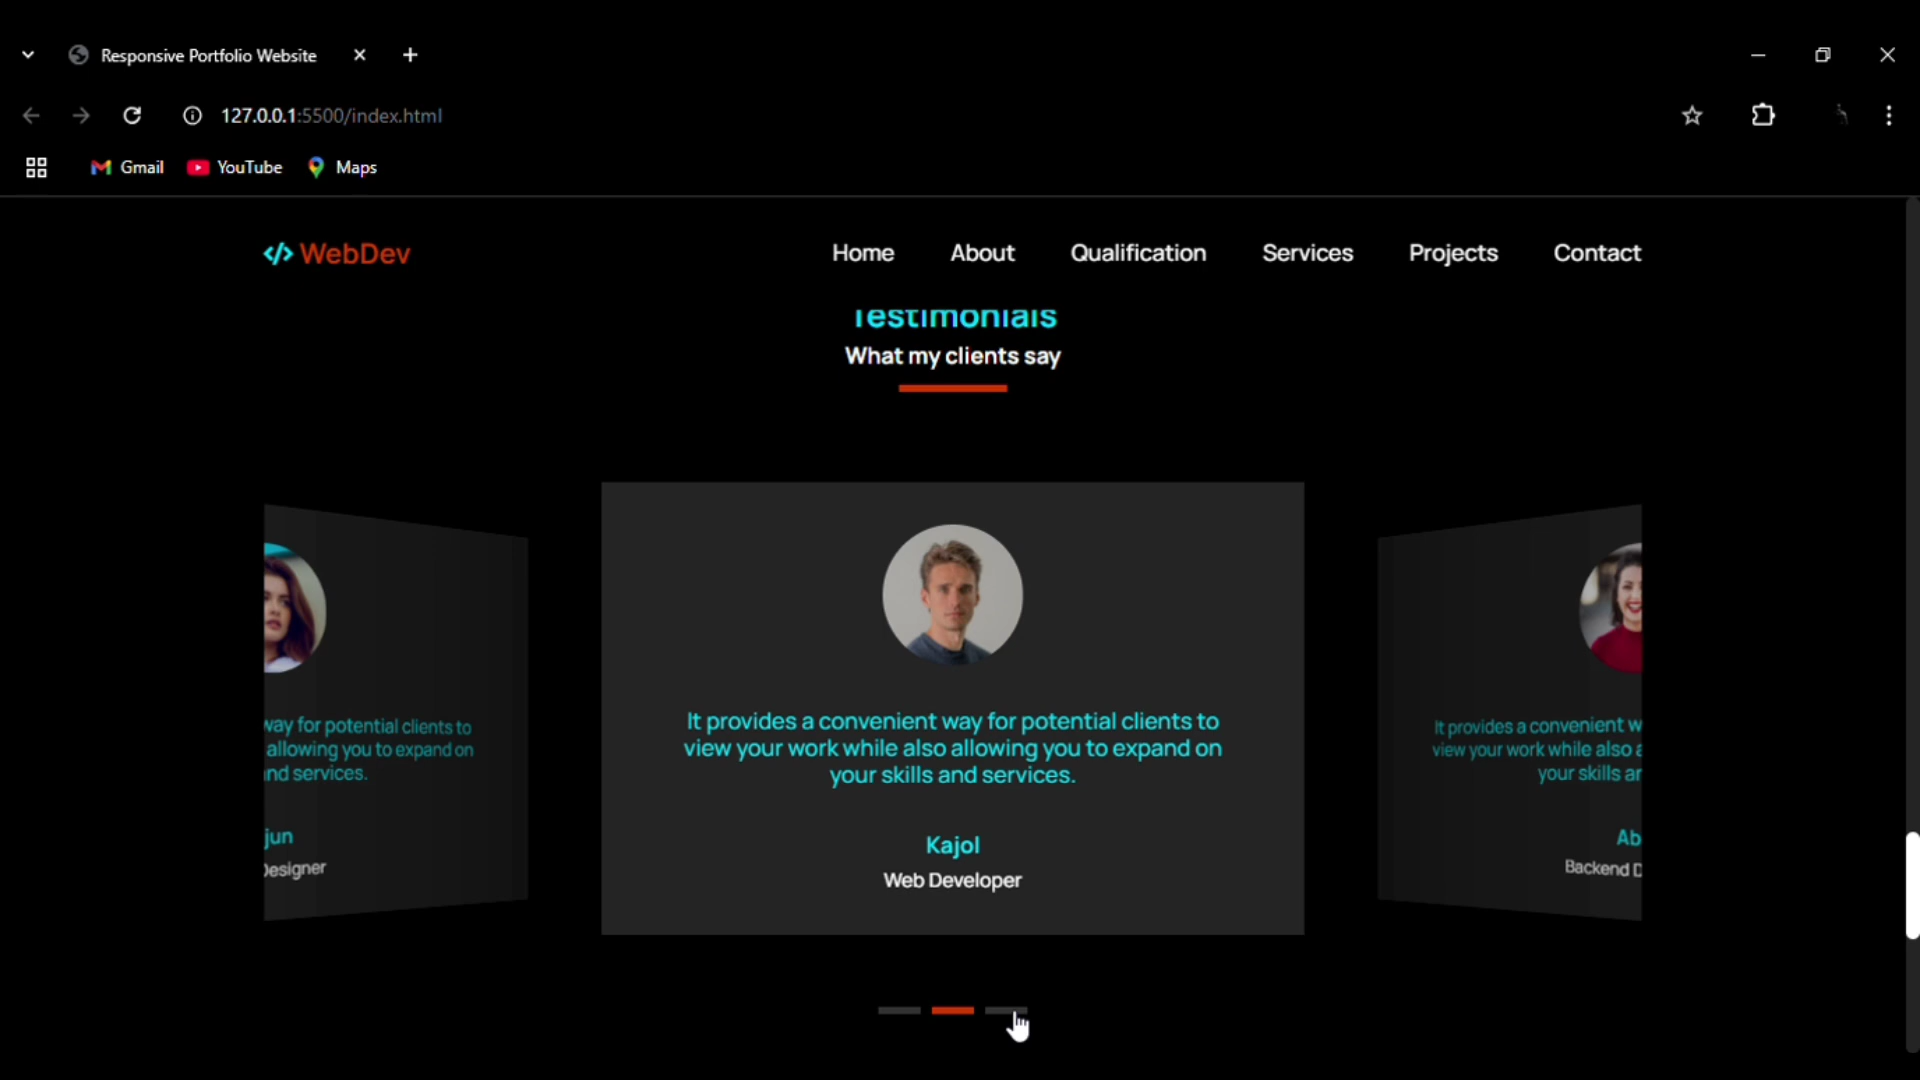 Responsive Portfolio Website
127.0.0.1:5500/index.html
Gmail YouTube Maps
</> WebDev
Home About Qualification Services Projects Contact
Testimonials
What my clients say
way for potential clients to
allowing you to expand on
and services.
jun
Designer
It provides a convenient way for potential clients to
view your work while also allowing you to expand on
your skills and services.
Kajol
Web Developer
It provides a convenient w
view your work while also a
your skills ar
Ab
Backend D